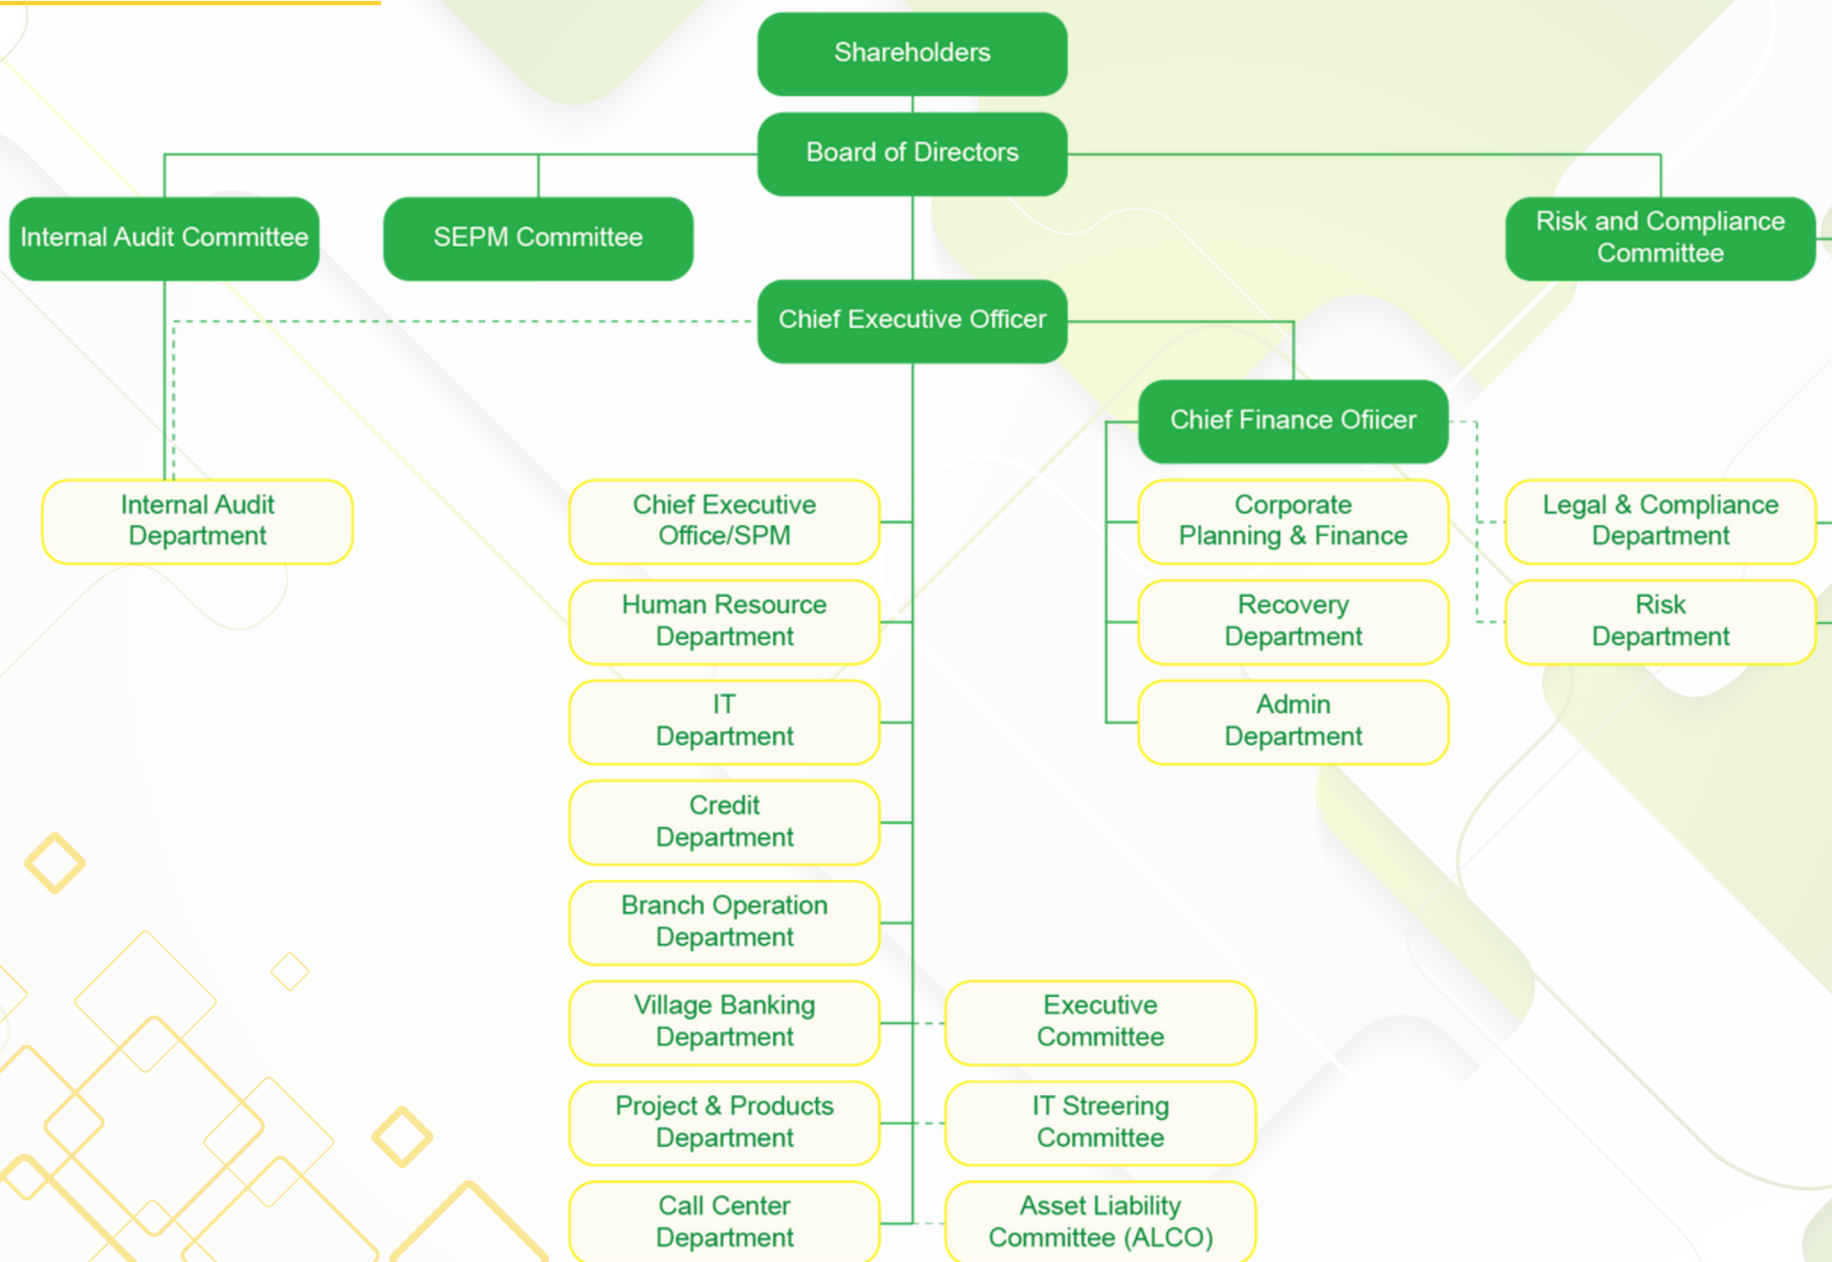 Shareholders
Board of Directors
Internal Audit Committee
SEPM Committee
Risk and Compliance
Committee
Chief Executive Officer
Chief Finance Ofiicer
Internal Audit
Department
Chief Executive
Office/SPM
Corporate
Planning & Finance
Legal & Compliance
Department
Human Resource
Department
Recovery
Department
Risk
Department
IT
Department
Admin
Department
Credit
Department
Branch Operation
Department
Village Banking
Department
Executive
Committee
Project & Products
Department
IT Streering
Committee
Call Center
Department
Asset Liability
Committee (ALCO)